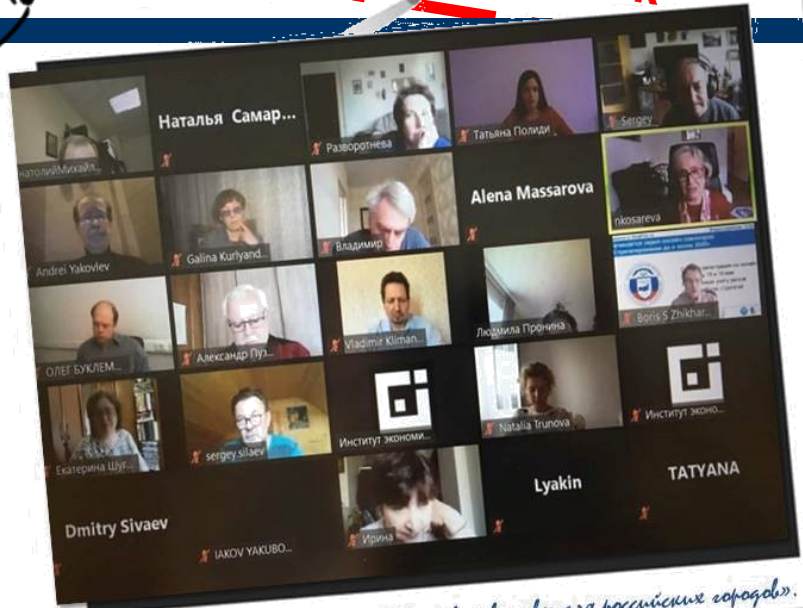 Наталья Самар...
Разворотнева
Татьяна Полиди
Sergey
Andrei Yakovlev
Galina Kurlyand...
Владимир
Alena Massarova
nkosareva
ОЛЕГ БУКЛЕМ...
Александр Пуз...
Vladimir Kliman...
Людмила Пронина
Boris S Zhikhar...
Екатерина Шуг...
sergey.silaev
Институт экономи...
Natalia Trunova
Институт эконо...
Dmitry Sivaev
IAKOV YAKUBO...
Ирина
Lyakin
TATYANA
российских городов».